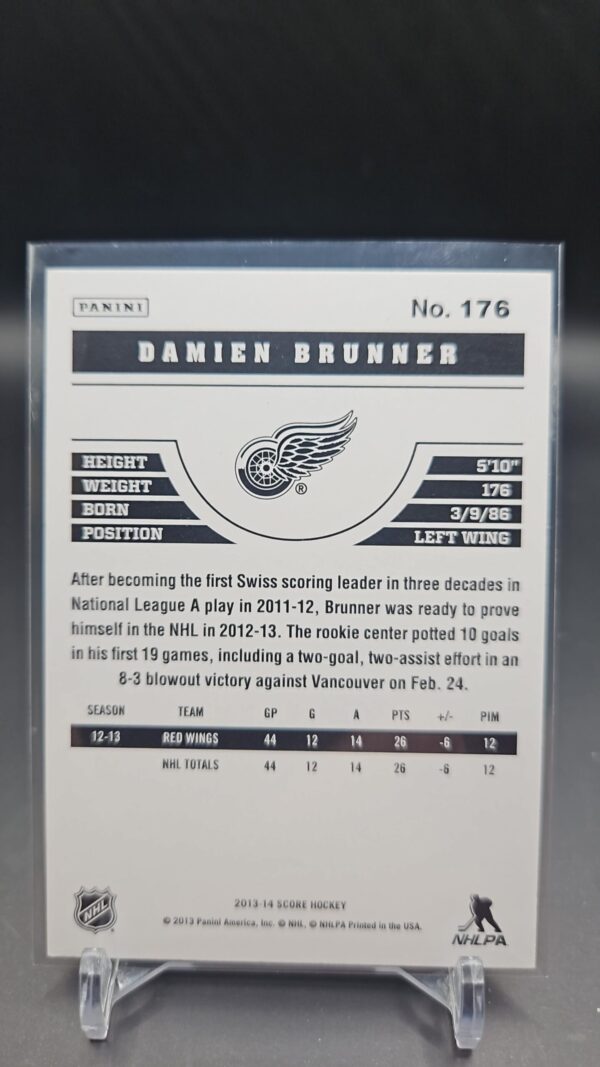 PANINI
No. 176
DAMIEN BRUNNER
®
HEIGHT 5'10"
WEIGHT 176
BORN 3/9/86
POSITION LEFT WING
After becoming the first Swiss scoring leader in three decades in
National League A play in 2011-12, Brunner was ready to prove
himself in the NHL in 2012-13. The rookie center potted 10 goals
in his first 19 games, including a two-goal, two-assist effort in an
8-3 blowout victory against Vancouver on Feb. 24.
SEASON TEAM GP G A PTS +/- PIM
12-13 RED WINGS 44 12 14 26 -6 12
NHL TOTALS 44 12 14 26 -6 12
2013-14 SCORE HOCKEY
© 2013 Panini America, Inc. © NHL. © NHLPA Printed in the USA.
NHL
NHLPA